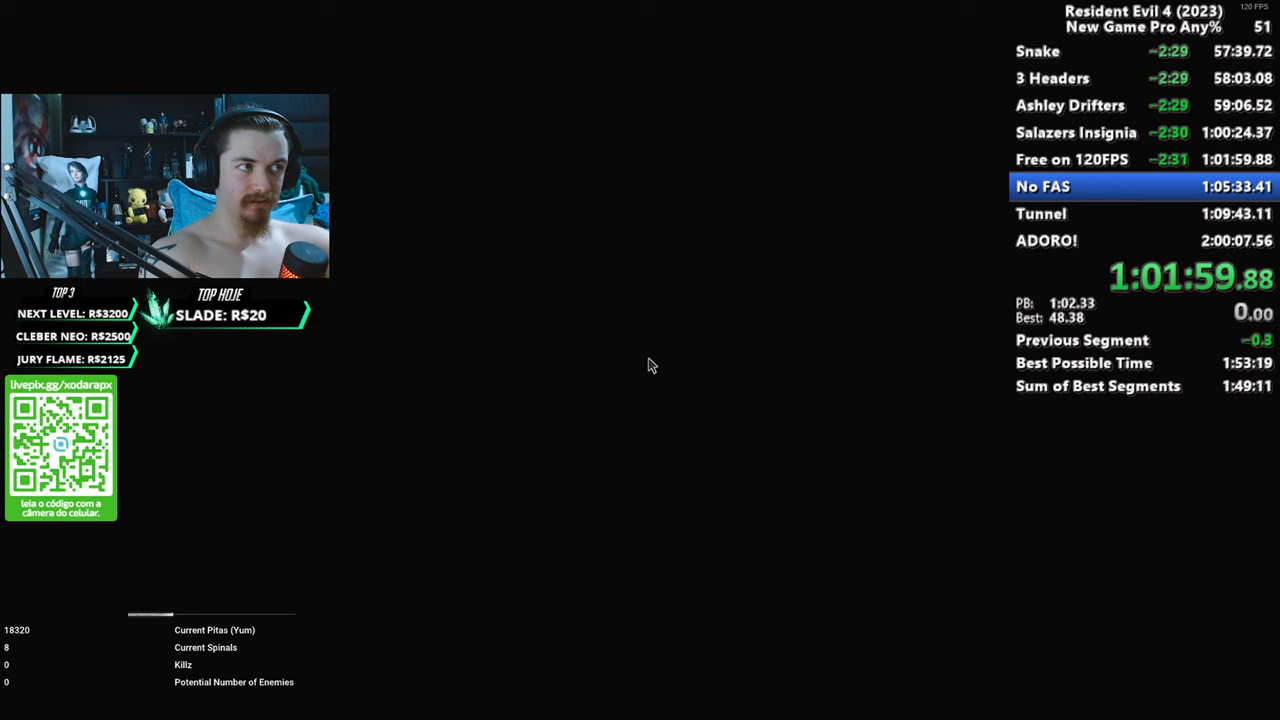 120 FPS
Resident Evil 4 (2023)
New Game Pro Any% 51
Snake -2:29 57:39.72
3 Headers -2:29 58:03.08
Ashley Drifters -2:29 59:06.52
Salazers Insignia -2:30 1:00:24.37
Free on 120FPS -2:31 1:01:59.88
No FAS 1:05:33.41
Tunnel 1:09:43.11
ADORO! 2:00:07.56
1:01:59.88
PB: 1:02.33
Best: 48.38
0.00
Previous Segment -0.3
Best Possible Time 1:53:19
Sum of Best Segments 1:49:11
TOP 3
NEXT LEVEL: R$3200
CLEBER NEO: R$2500
JURY FLAME: R$2125
TOP HOJE
SLADE: R$20
livepix.gg/xodarapx
leia o código com a
câmera do celular.
18320 Current Pitas (Yum)
8 Current Spinals
0 Killz
0 Potential Number of Enemies